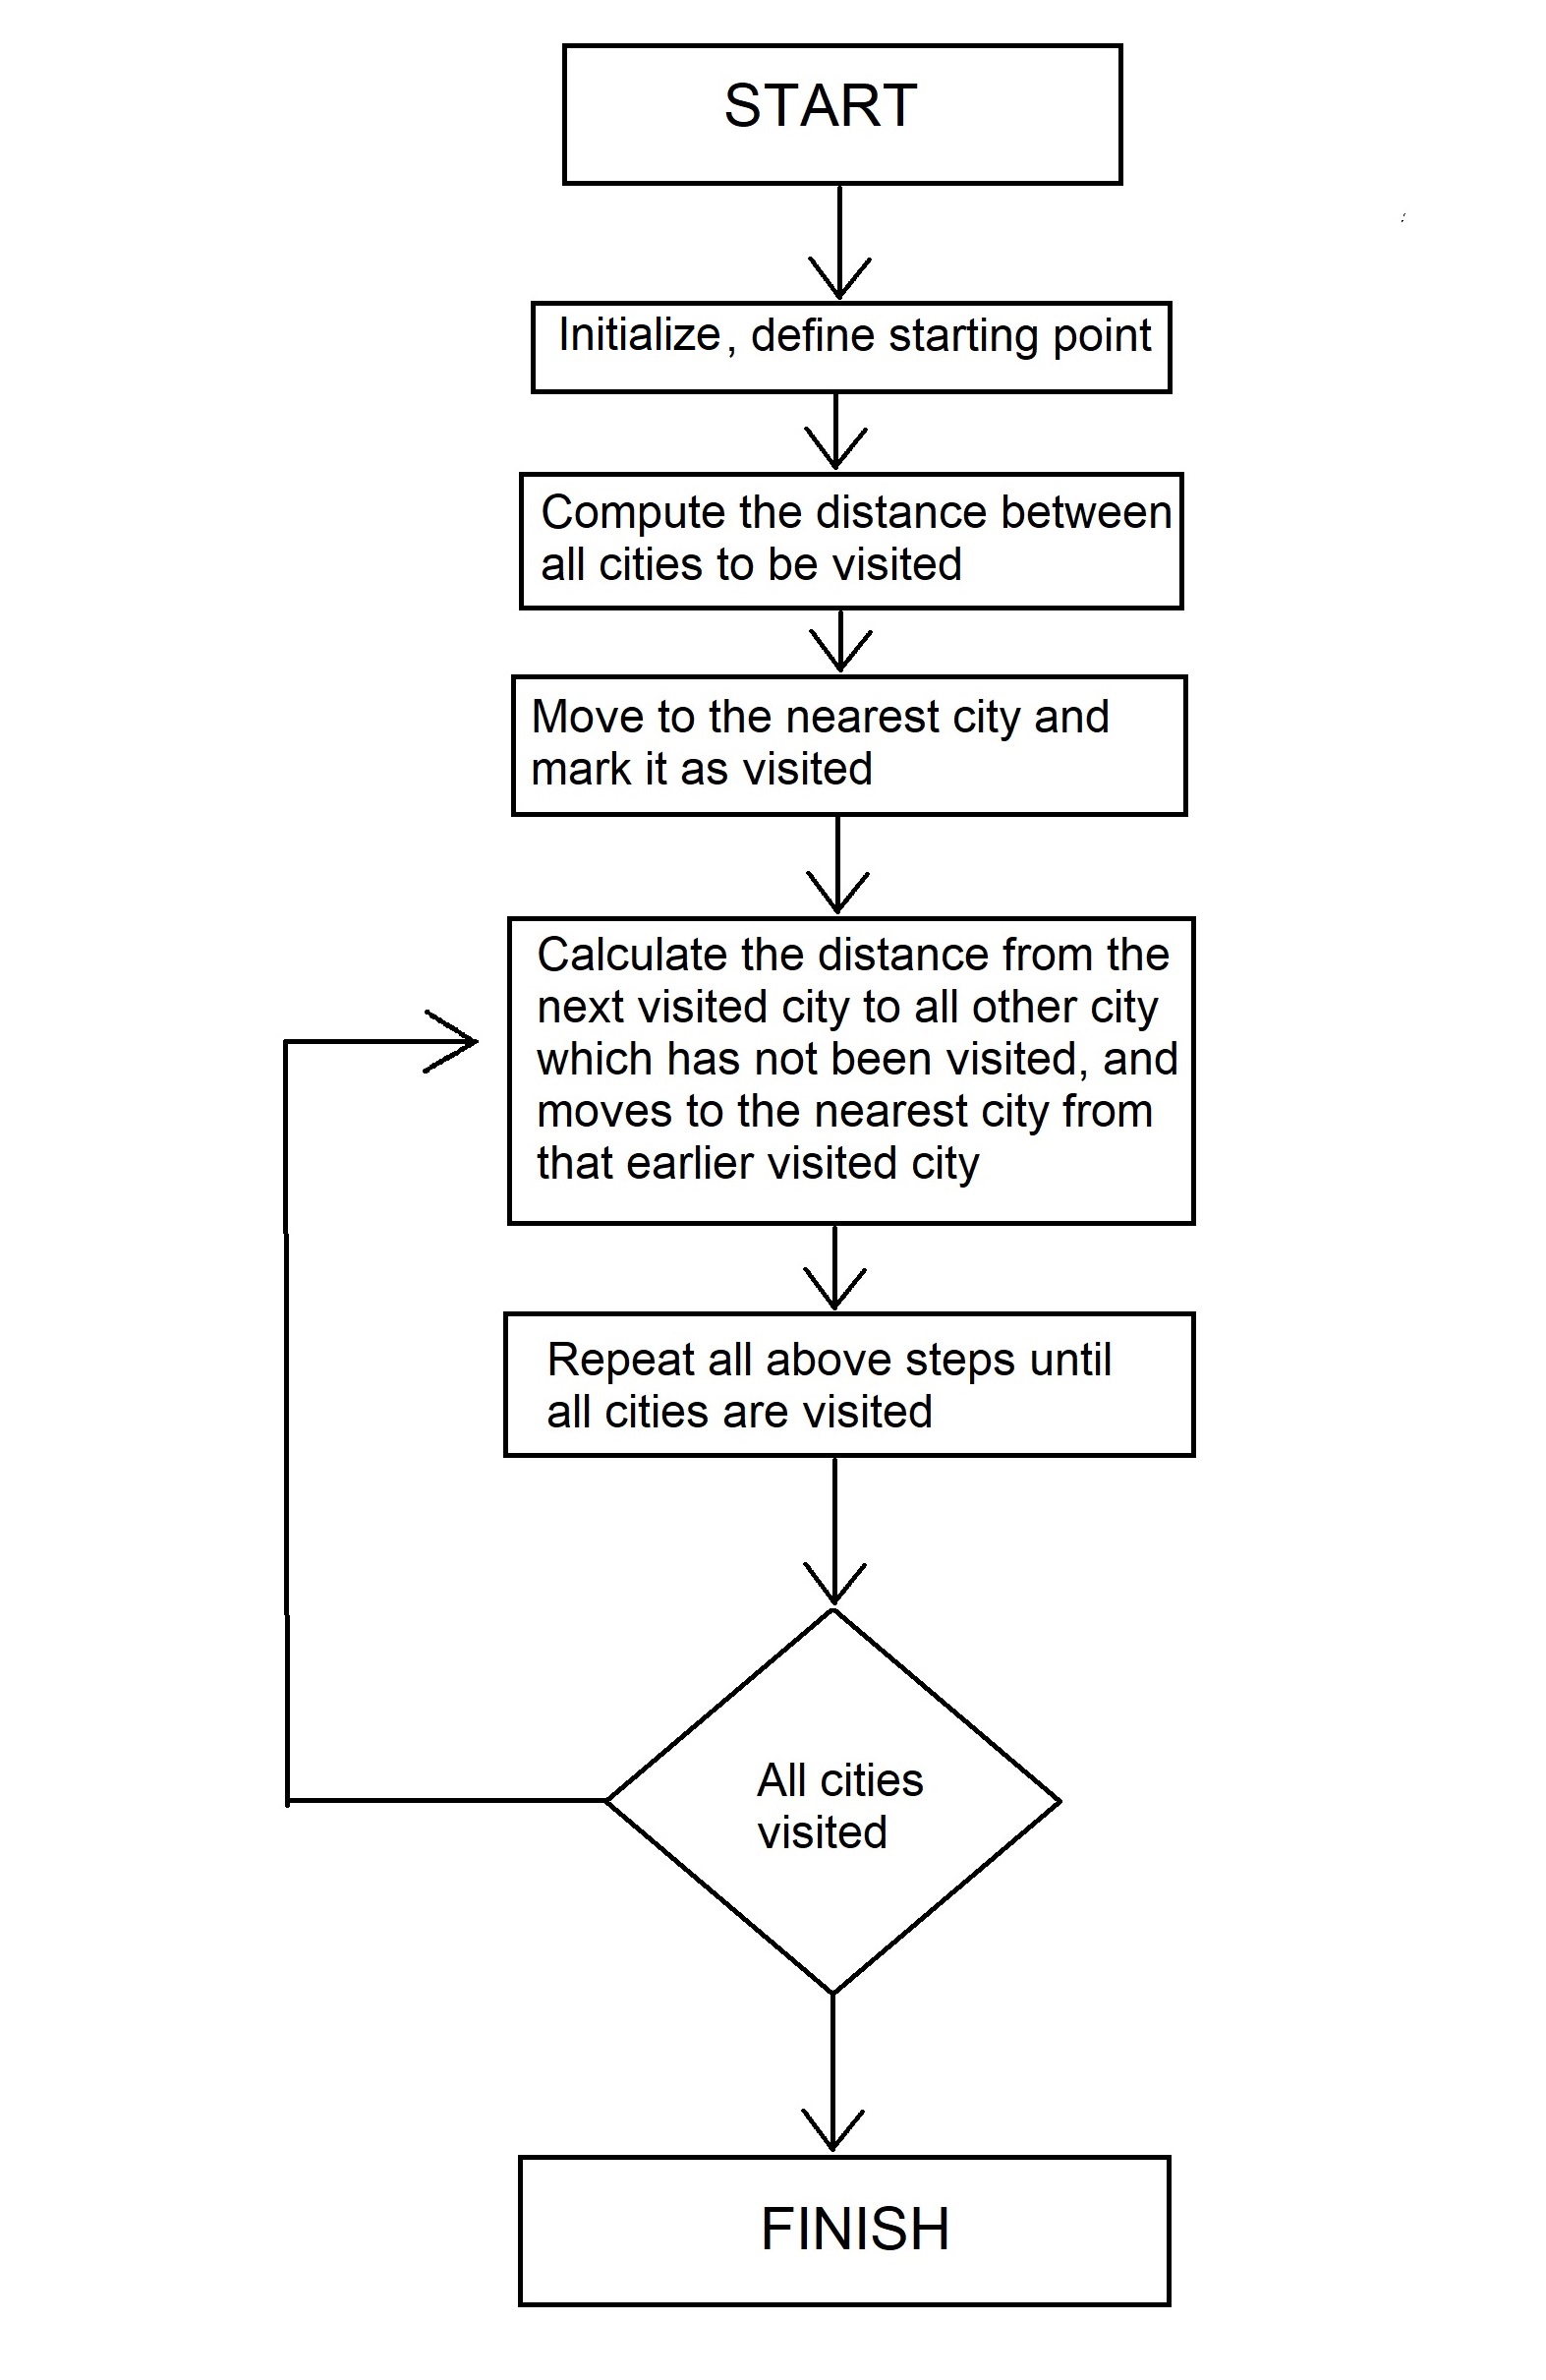 START
Initialize, define starting point
Compute the distance between
all cities to be visited
Move to the nearest city and
mark it as visited
Calculate the distance from the
next visited city to all other city
which has not been visited, and
moves to the nearest city from
that earlier visited city
Repeat all above steps until
all cities are visited
All cities
visited
FINISH